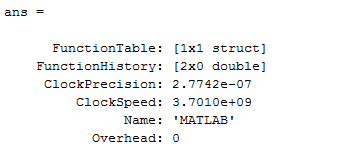 ans =
FunctionTable: [1x1 struct]
FunctionHistory: [2x0 double]
ClockPrecision: 2.7742e-07
ClockSpeed: 3.7010e+09
Name: 'MATLAB'
Overhead: 0